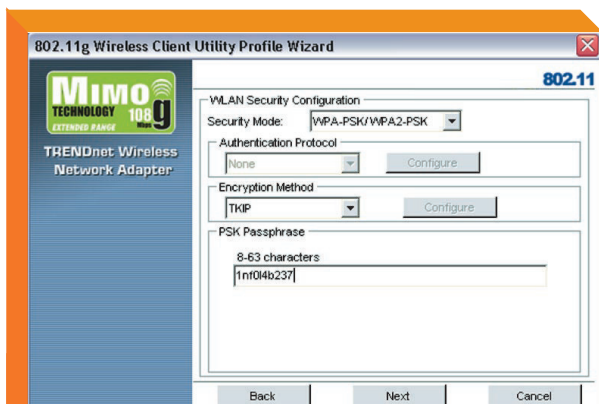 802.11g Wireless Client Utility Profile Wizard
802.11
MIMO
TECHNOLOGY 108 g
Mbps
EXTENDED RANGE
TRENDnet Wireless
Network Adapter
WLAN Security Configuration
Security Mode: WPA-PSK/WPA2-PSK
Authentication Protocol
None Configure
Encryption Method
TKIP Configure
PSK Passphrase
8-63 characters
1nf0l4b237
Back Next Cancel